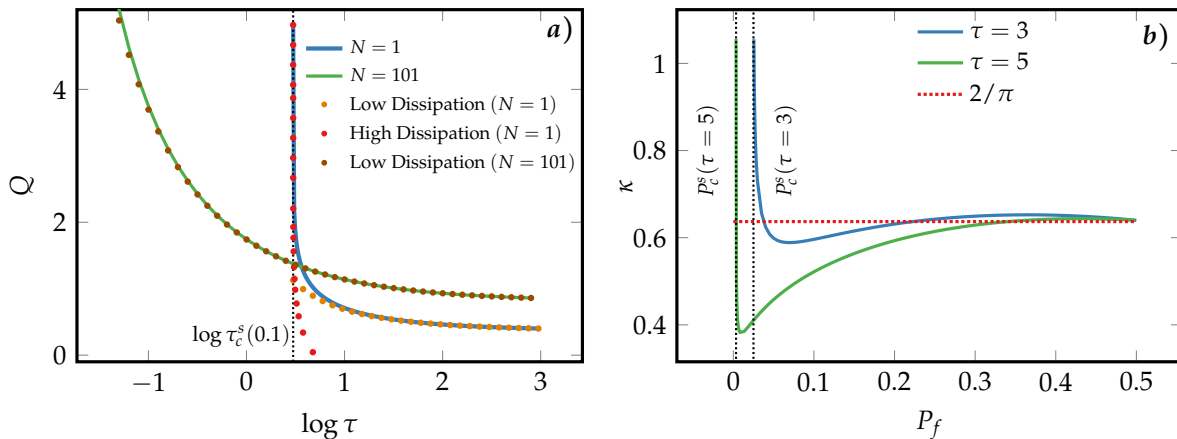 a)
N = 1
N = 101
Low Dissipation (N = 1)
High Dissipation (N = 1)
Low Dissipation (N = 101)
4
2
0
Q
log τ_c^s(0.1)
−1 0 1 2 3
log τ
b)
τ = 3
τ = 5
2/π
P_c^s(τ = 5)
P_c^s(τ = 3)
1
0.8
0.6
0.4
κ
0 0.1 0.2 0.3 0.4 0.5
P_f